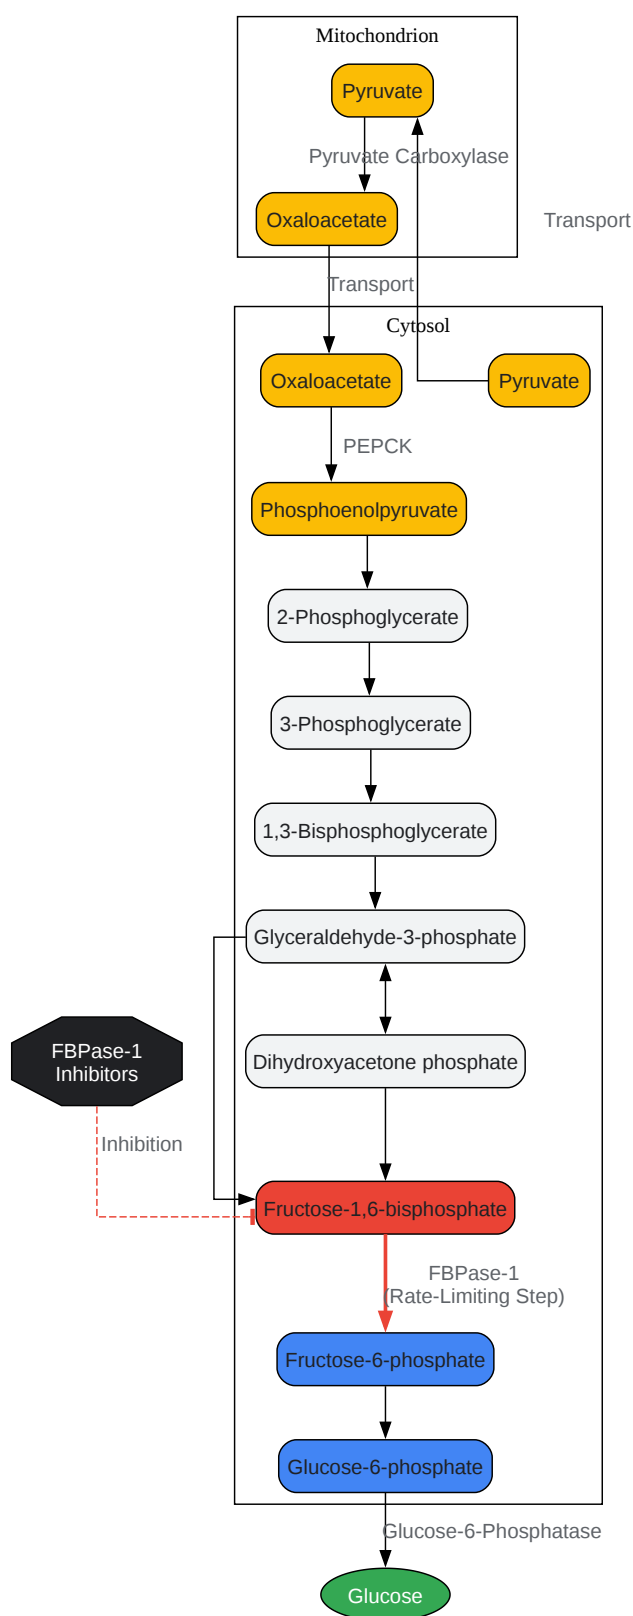 Mitochondrion
Pyruvate
Pyruvate Carboxylase
Oxaloacetate
Transport
Transport
Cytosol
Oxaloacetate
Pyruvate
PEPCK
Phosphoenolpyruvate
2-Phosphoglycerate
3-Phosphoglycerate
1,3-Bisphosphoglycerate
Glyceraldehyde-3-phosphate
FBPase-1
Inhibitors
Dihydroxyacetone phosphate
Inhibition
Fructose-1,6-bisphosphate
FBPase-1
(Rate-Limiting Step)
Fructose-6-phosphate
Glucose-6-phosphate
Glucose-6-Phosphatase
Glucose